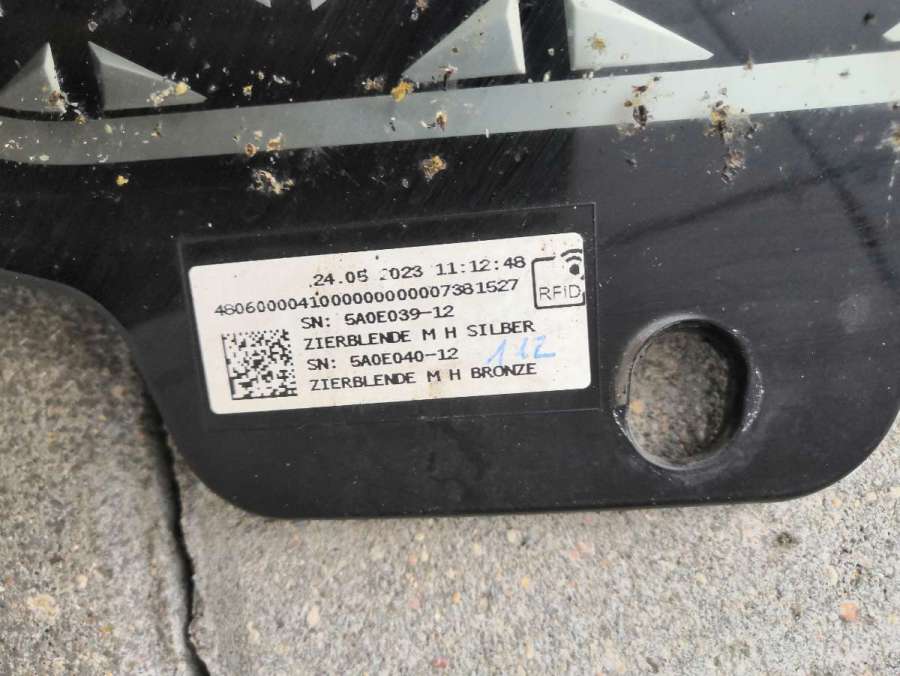 24.05 2023 11:12:48
RFiD
48060000410000000000007381527
SN: 5A0E039-12
ZIERBLENDE M H SILBER
SN: 5A0E040-12
112
ZIERBLENDE M H BRONZE